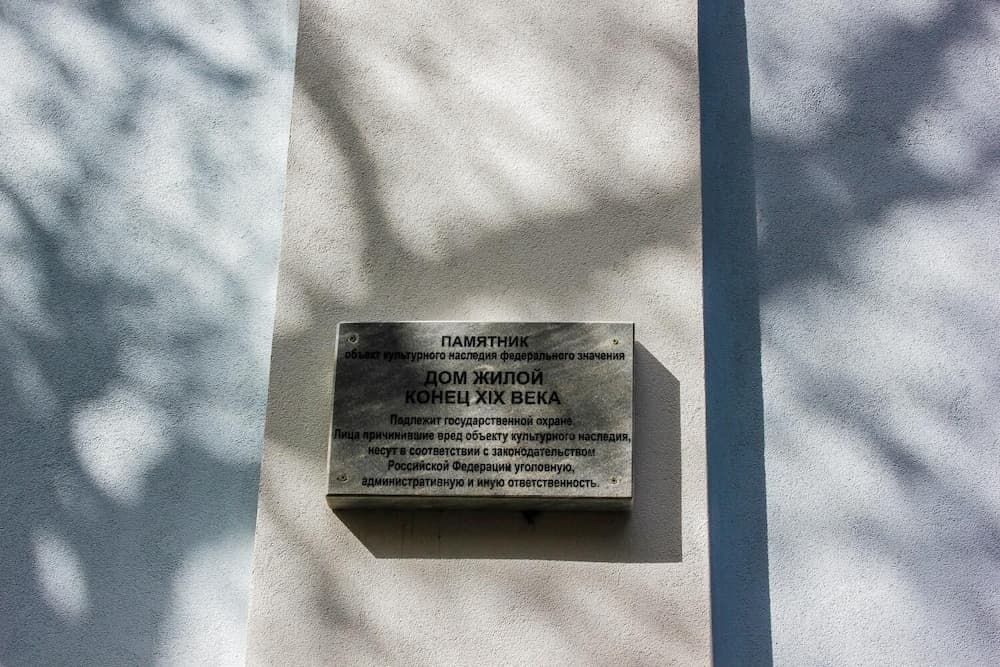 ПАМЯТНИК
объект культурного наследия федерального значения
ДОМ ЖИЛОЙ
КОНЕЦ XIX ВЕКА
Подлежит государственной охране.
Лица причинившие вред объекту культурного наследия,
несут в соответствии с законодательством
Российской Федерации уголовную,
административную и иную ответственность.